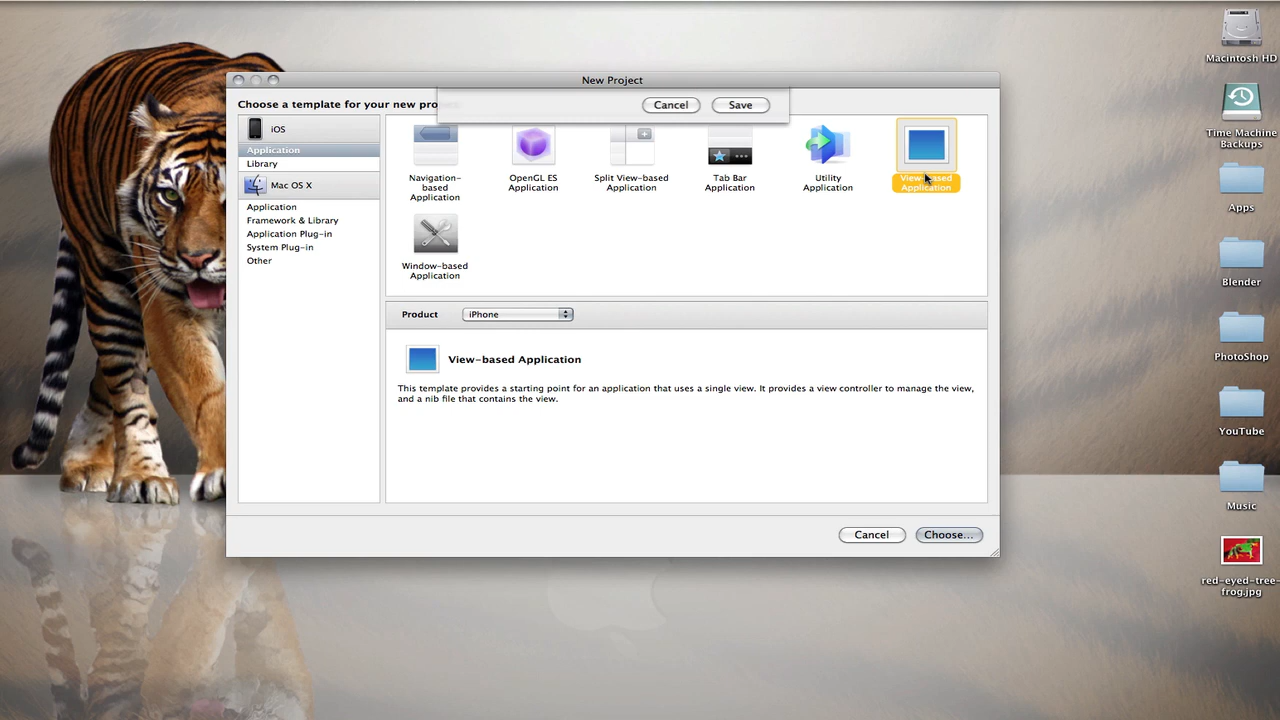 New Project
Choose a template for your new pro
Cancel
Save
iOS
Application
Library
Mac OS X
Application
Framework & Library
Application Plug-in
System Plug-in
Other
Navigation-
based
Application
OpenGL ES
Application
Split View-based
Application
Tab Bar
Application
Utility
Application
View-based
Application
Window-based
Application
Product
iPhone
View-based Application
This template provides a starting point for an application that uses a single view. It provides a view controller to manage the view,
and a nib file that contains the view.
Cancel
Choose...
Macintosh HD
Time Machine
Backups
Apps
Blender
PhotoShop
YouTube
Music
red-eyed-tree-
frog.jpg